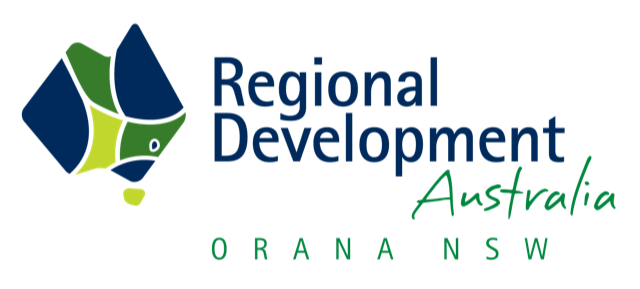 Regional
Development
Australia
ORANA NSW